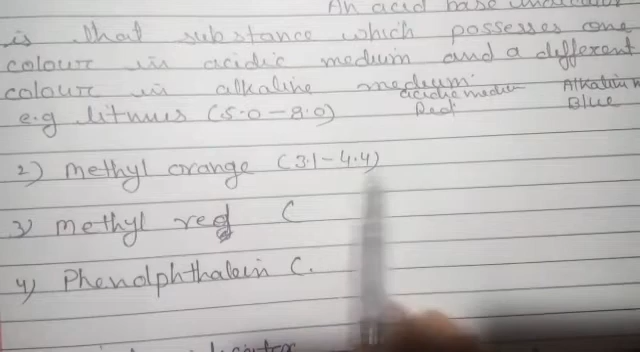 An acid base indicator
is that substance which possesses one
colour in acidic medium and a different
colour in alkaline medium.
acidic medium Alkaline m
e.g litmus (5.0-8.0) Red Blue
2) Methyl orange (3.1-4.4)
3) Methyl red (
4) Phenolphthalein (.